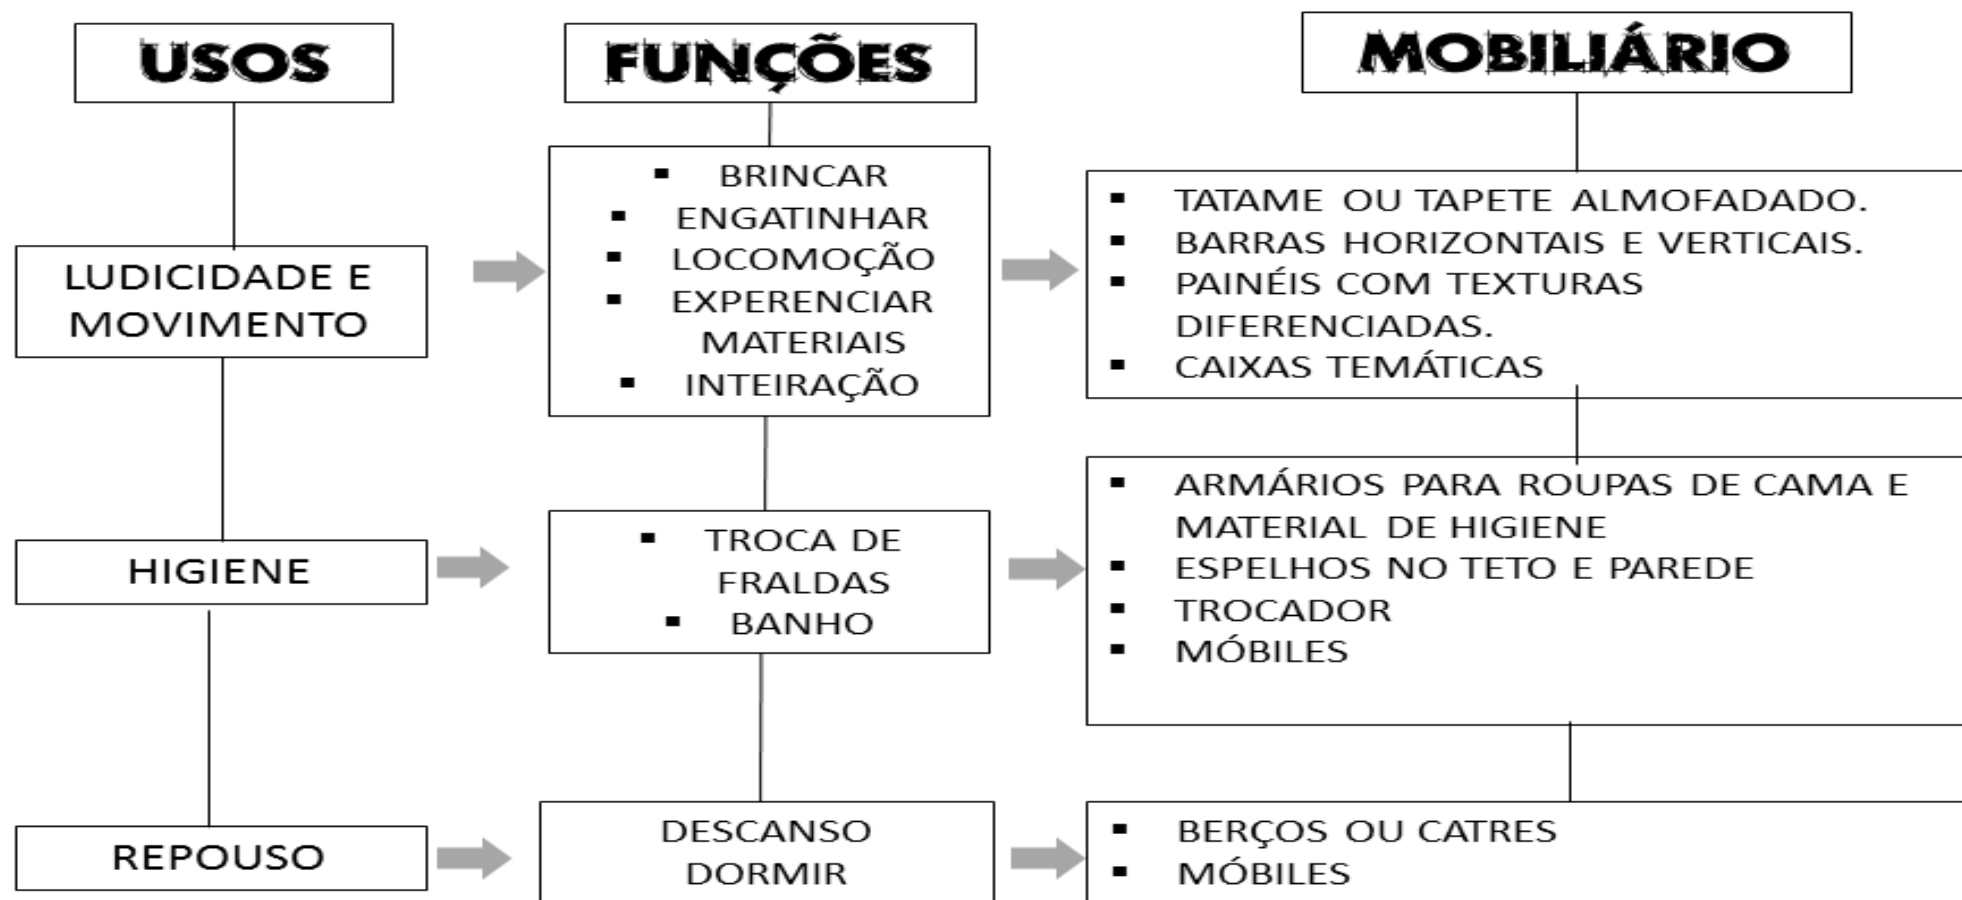 USOS
FUNÇÕES
MOBILIÁRIO
LUDICIDADE E
MOVIMENTO
▪ BRINCAR
▪ ENGATINHAR
▪ LOCOMOÇÃO
▪ EXPERENCIAR
MATERIAIS
▪ INTEIRAÇÃO
▪ TATAME OU TAPETE ALMOFADADO.
▪ BARRAS HORIZONTAIS E VERTICAIS.
▪ PAINÉIS COM TEXTURAS
DIFERENCIADAS.
▪ CAIXAS TEMÁTICAS
HIGIENE
▪ TROCA DE
FRALDAS
▪ BANHO
▪ ARMÁRIOS PARA ROUPAS DE CAMA E
MATERIAL DE HIGIENE
▪ ESPELHOS NO TETO E PAREDE
▪ TROCADOR
▪ MÓBILES
REPOUSO
DESCANSO
DORMIR
▪ BERÇOS OU CATRES
▪ MÓBILES